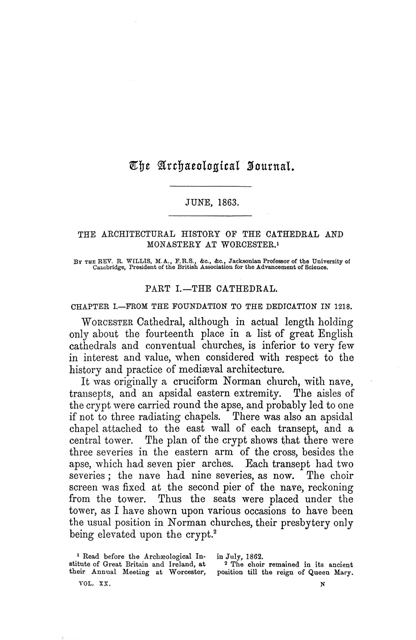 The Archaeological Journal.
JUNE, 1863.
THE ARCHITECTURAL HISTORY OF THE CATHEDRAL AND
MONASTERY AT WORCESTER.¹
BY THE REV. R. WILLIS, M.A., F.R.S., &c., &c., Jacksonian Professor of the University of
Cambridge, President of the British Association for the Advancement of Science.
PART I.—THE CATHEDRAL.
CHAPTER I.—FROM THE FOUNDATION TO THE DEDICATION IN 1218.
WORCESTER Cathedral, although in actual length holding
only about the fourteenth place in a list of great English
cathedrals and conventual churches, is inferior to very few
in interest and value, when considered with respect to the
history and practice of mediæval architecture.
It was originally a cruciform Norman church, with nave,
transepts, and an apsidal eastern extremity. The aisles of
the crypt were carried round the apse, and probably led to one
if not to three radiating chapels. There was also an apsidal
chapel attached to the east wall of each transept, and a
central tower. The plan of the crypt shows that there were
three severies in the eastern arm of the cross, besides the
apse, which had seven pier arches. Each transept had two
severies; the nave had nine severies, as now. The choir
screen was fixed at the second pier of the nave, reckoning
from the tower. Thus the seats were placed under the
tower, as I have shown upon various occasions to have been
the usual position in Norman churches, their presbytery only
being elevated upon the crypt.²
¹ Read before the Archæological In-
stitute of Great Britain and Ireland, at
their Annual Meeting at Worcester,
in July, 1862.
² The choir remained in its ancient
position till the reign of Queen Mary.
VOL. XX. N